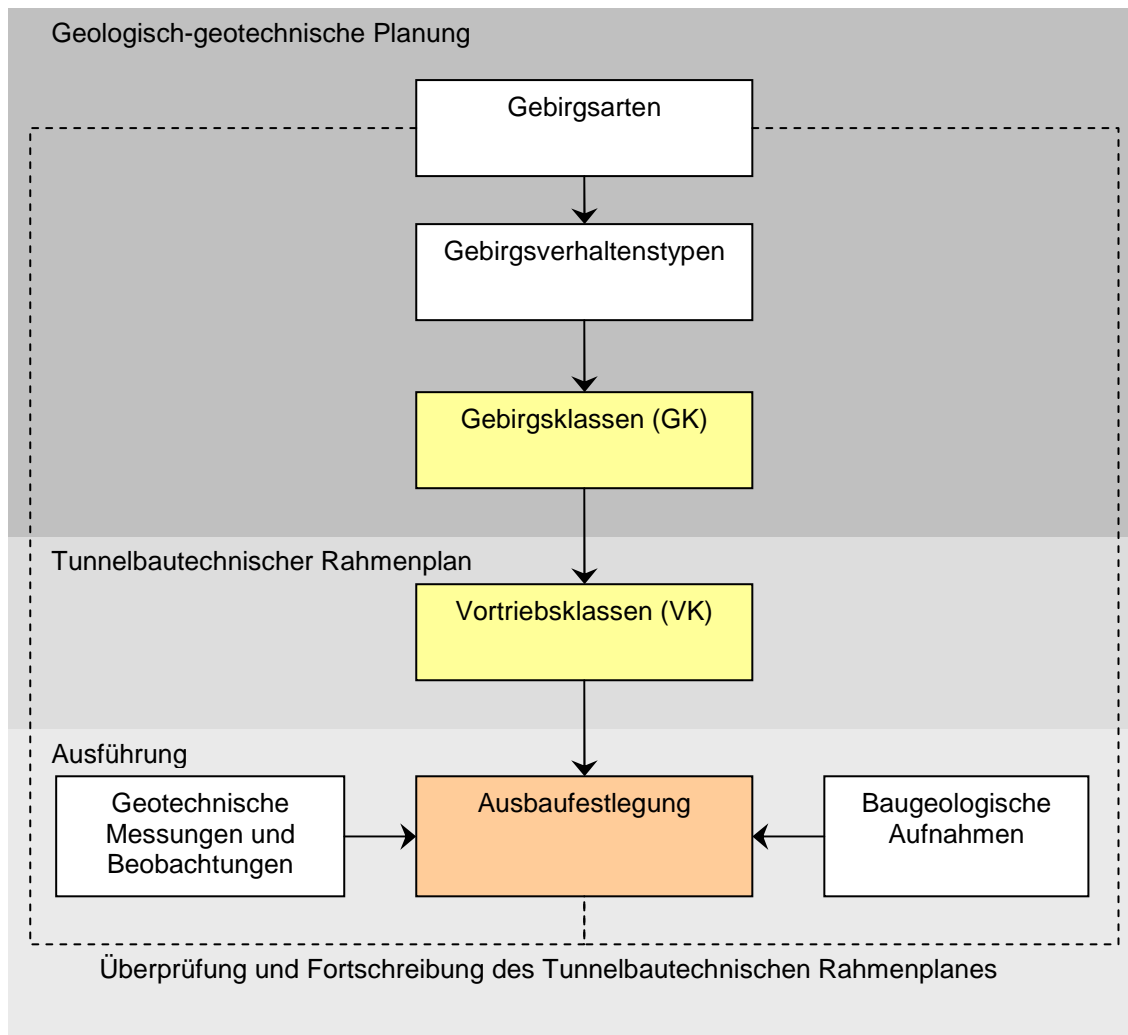 Geologisch-geotechnische Planung
Gebirgsarten
Gebirgsverhaltenstypen
Gebirgsklassen (GK)
Tunnelbautechnischer Rahmenplan
Vortriebsklassen (VK)
Ausführung
Geotechnische
Messungen und
Beobachtungen
Ausbaufestlegung
Baugeologische
Aufnahmen
Überprüfung und Fortschreibung des Tunnelbautechnischen Rahmenplanes